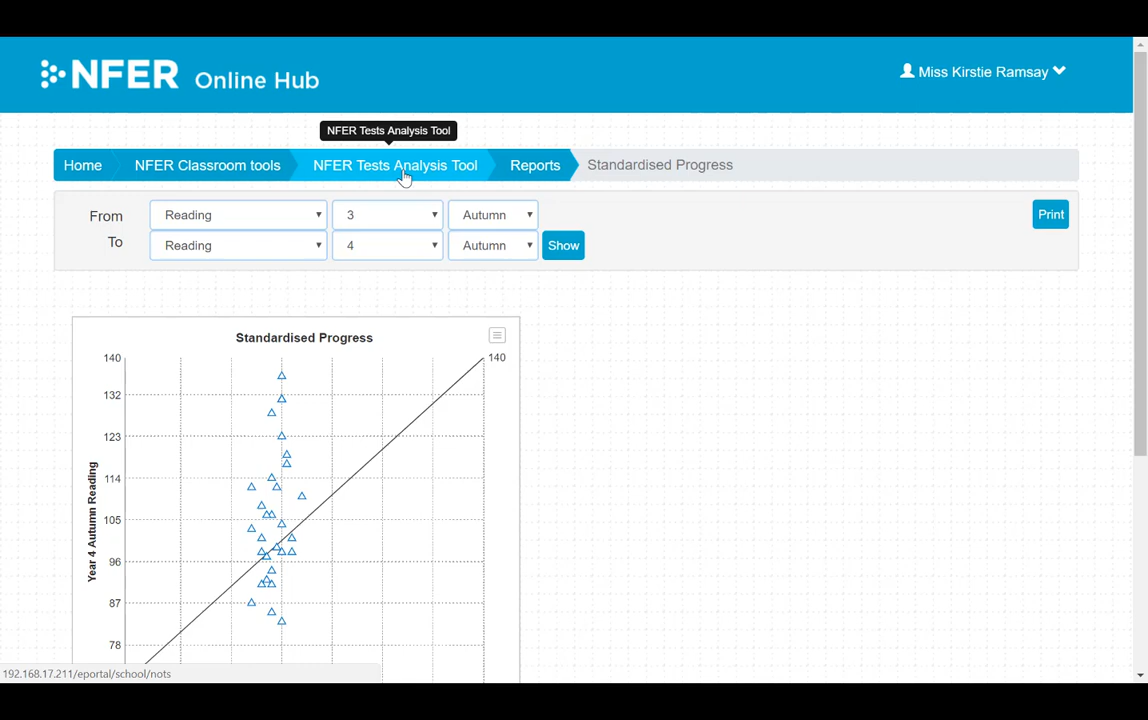 NFER Online Hub
Miss Kirstie Ramsay
NFER Tests Analysis Tool
Home NFER Classroom tools NFER Tests Analysis Tool Reports Standardised Progress
From Reading 3 Autumn Print
To Reading 4 Autumn Show
Standardised Progress
140 140
132
123
114
105
96
87
78
Year 4 Autumn Reading
192.168.17.211/eportal/school/nots